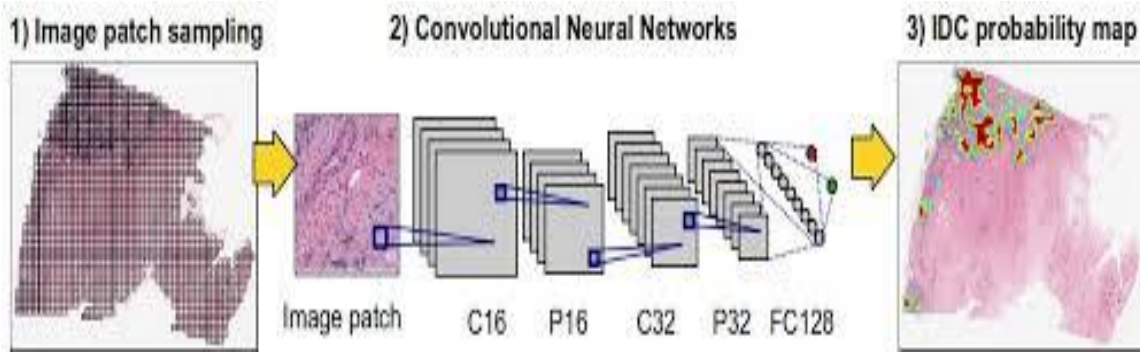 1) Image patch sampling
2) Convolutional Neural Networks
3) IDC probability map
Image patch
C16
P16
C32
P32
FC128